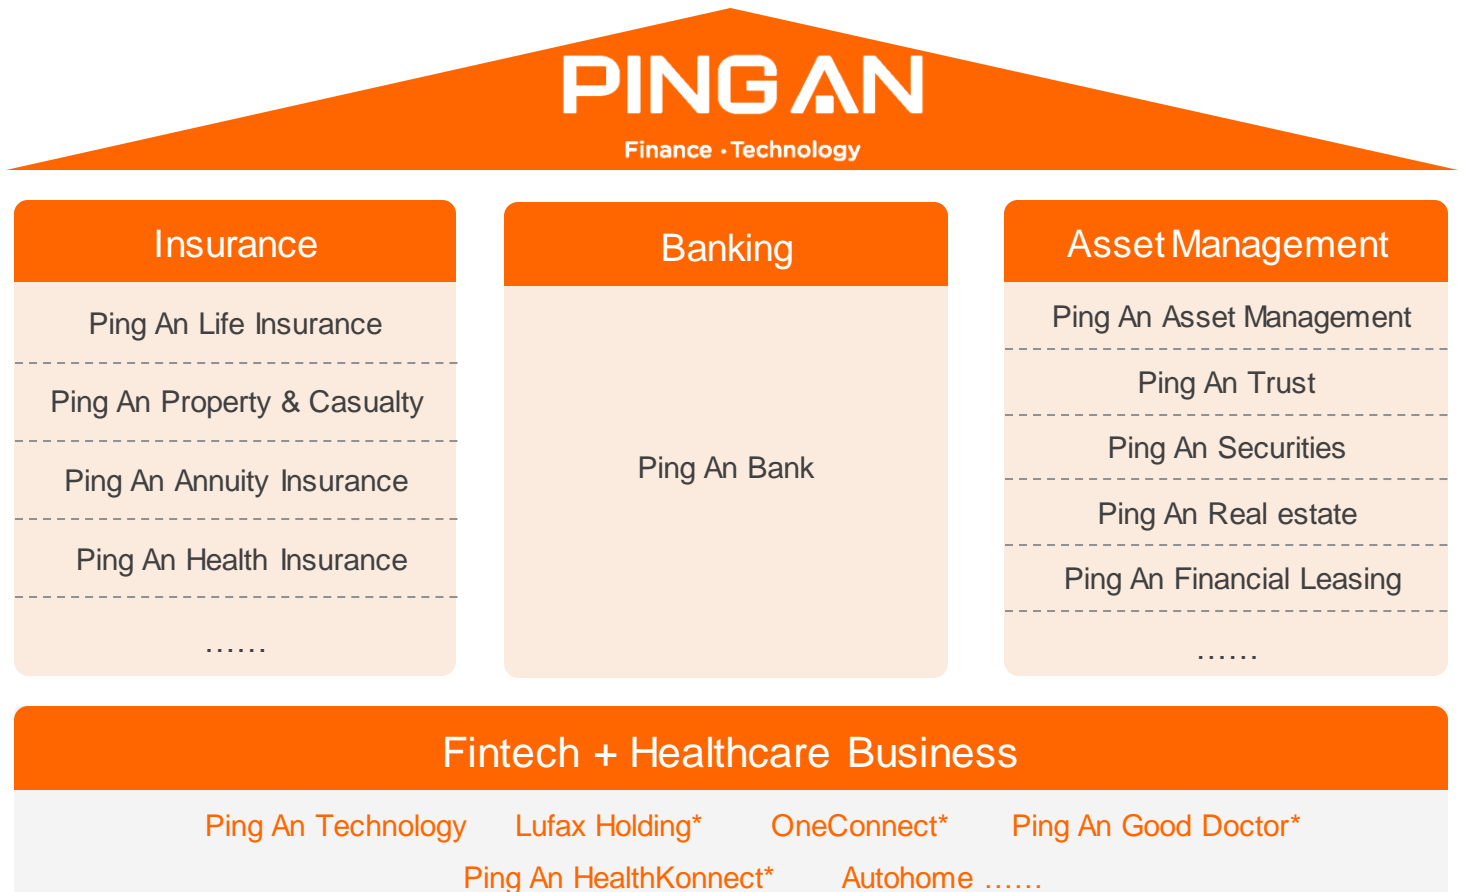 PING AN
Finance · Technology
Insurance
Ping An Life Insurance
Ping An Property & Casualty
Ping An Annuity Insurance
Ping An Health Insurance
......
Banking
Ping An Bank
Asset Management
Ping An Asset Management
Ping An Trust
Ping An Securities
Ping An Real estate
Ping An Financial Leasing
......
Fintech + Healthcare Business
Ping An Technology Lufax Holding* OneConnect* Ping An Good Doctor*
Ping An HealthKonnect* Autohome ......